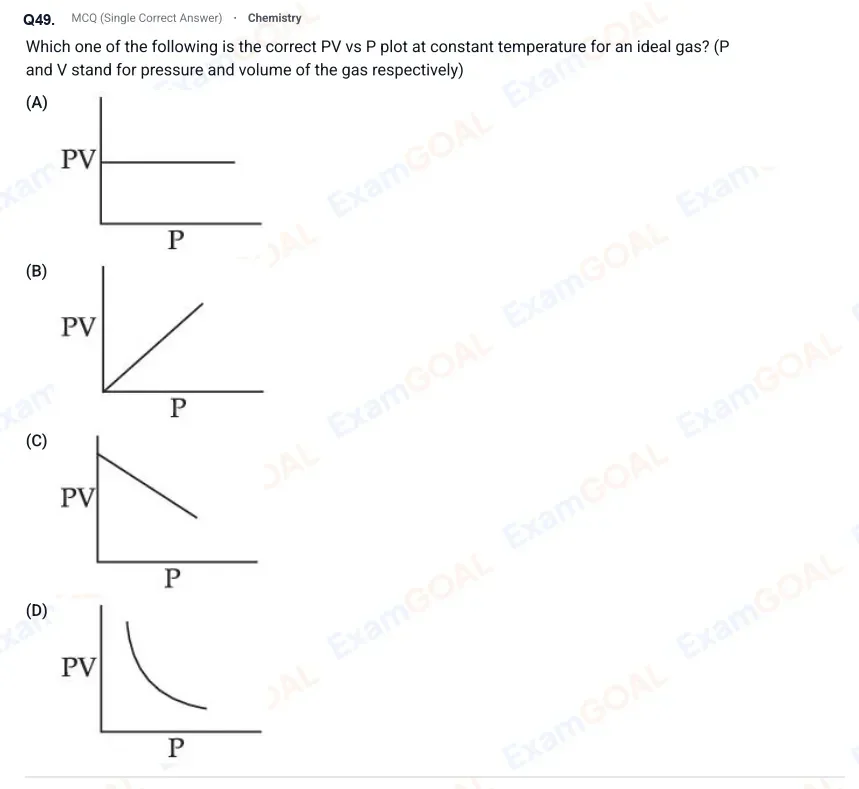 Q49. MCQ (Single Correct Answer) · Chemistry
Which one of the following is the correct PV vs P plot at constant temperature for an ideal gas? (P
and V stand for pressure and volume of the gas respectively)
(A)
PV
P
(B)
PV
P
(C)
PV
P
(D)
PV
P
ExamGOAL